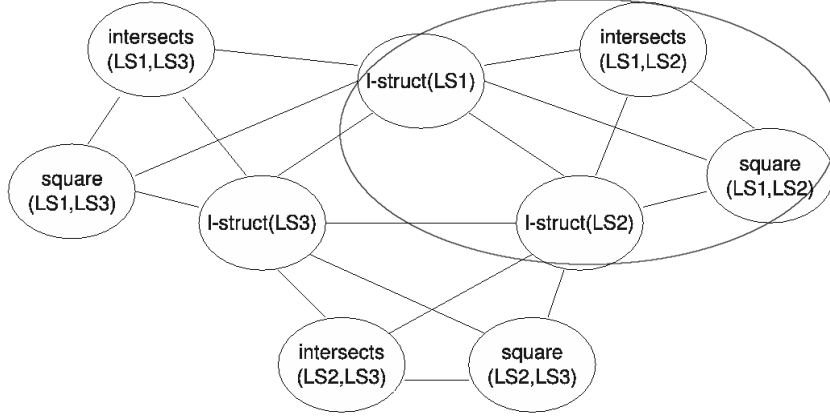 intersects
(LS1,LS3)
l-struct(LS1)
intersects
(LS1,LS2)
square
(LS1,LS3)
square
(LS1,LS2)
l-struct(LS3)
l-struct(LS2)
intersects
(LS2,LS3)
square
(LS2,LS3)